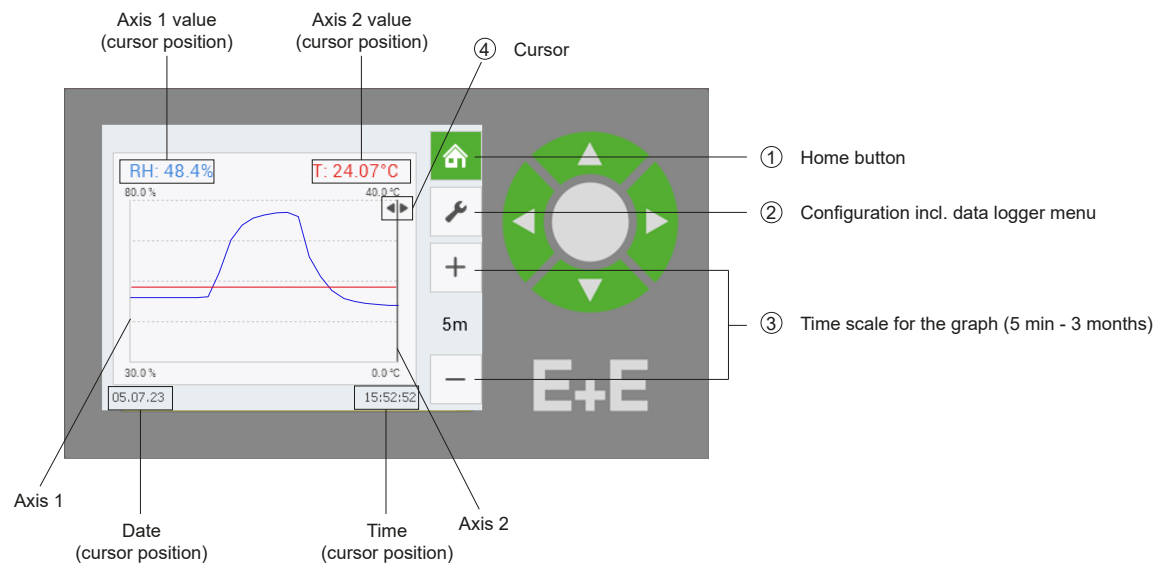 Axis 1 value
(cursor position)
Axis 2 value
(cursor position)
④ Cursor
RH: 48.4%
T: 24.07°C
80.0 %
40.0 °C
① Home button
② Configuration incl. data logger menu
5m
③ Time scale for the graph (5 min - 3 months)
30.0 %
0.0 °C
05.07.23
15:52:52
E+E
Axis 1
Date
(cursor position)
Time
(cursor position)
Axis 2